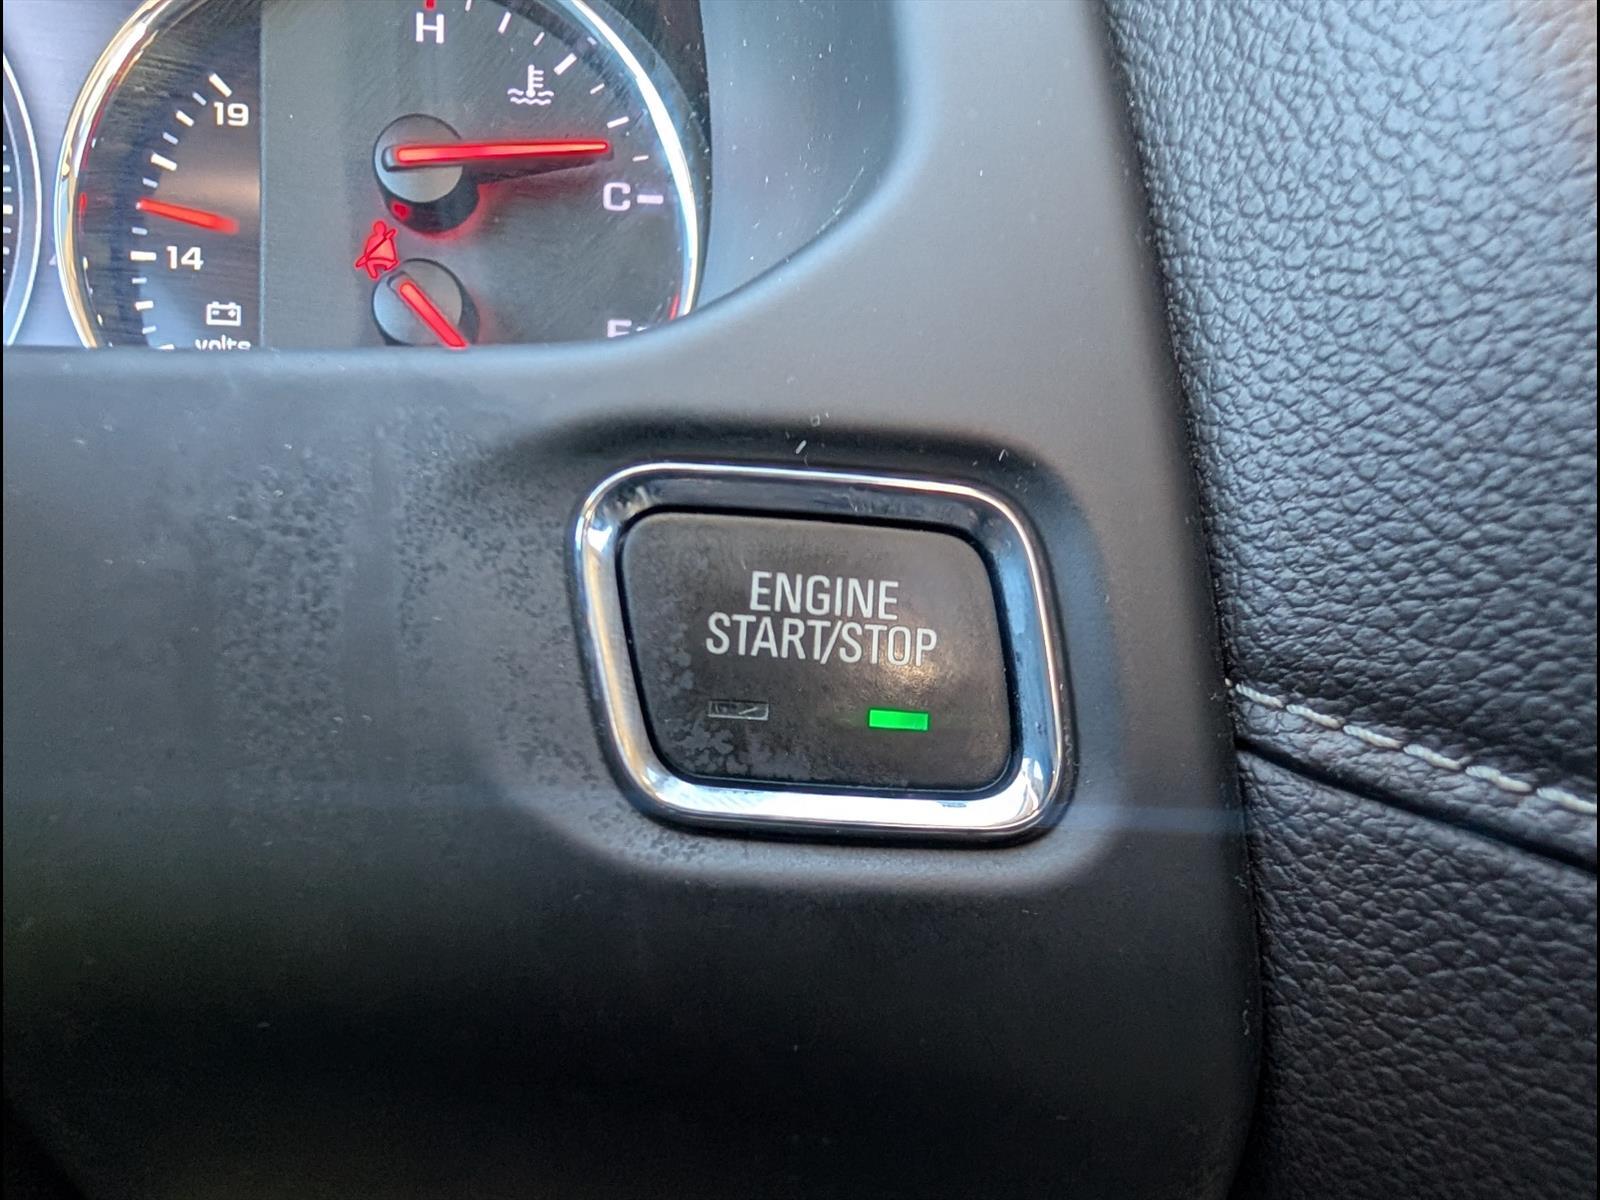 H
19
C
14
volts
ENGINE
START/STOP